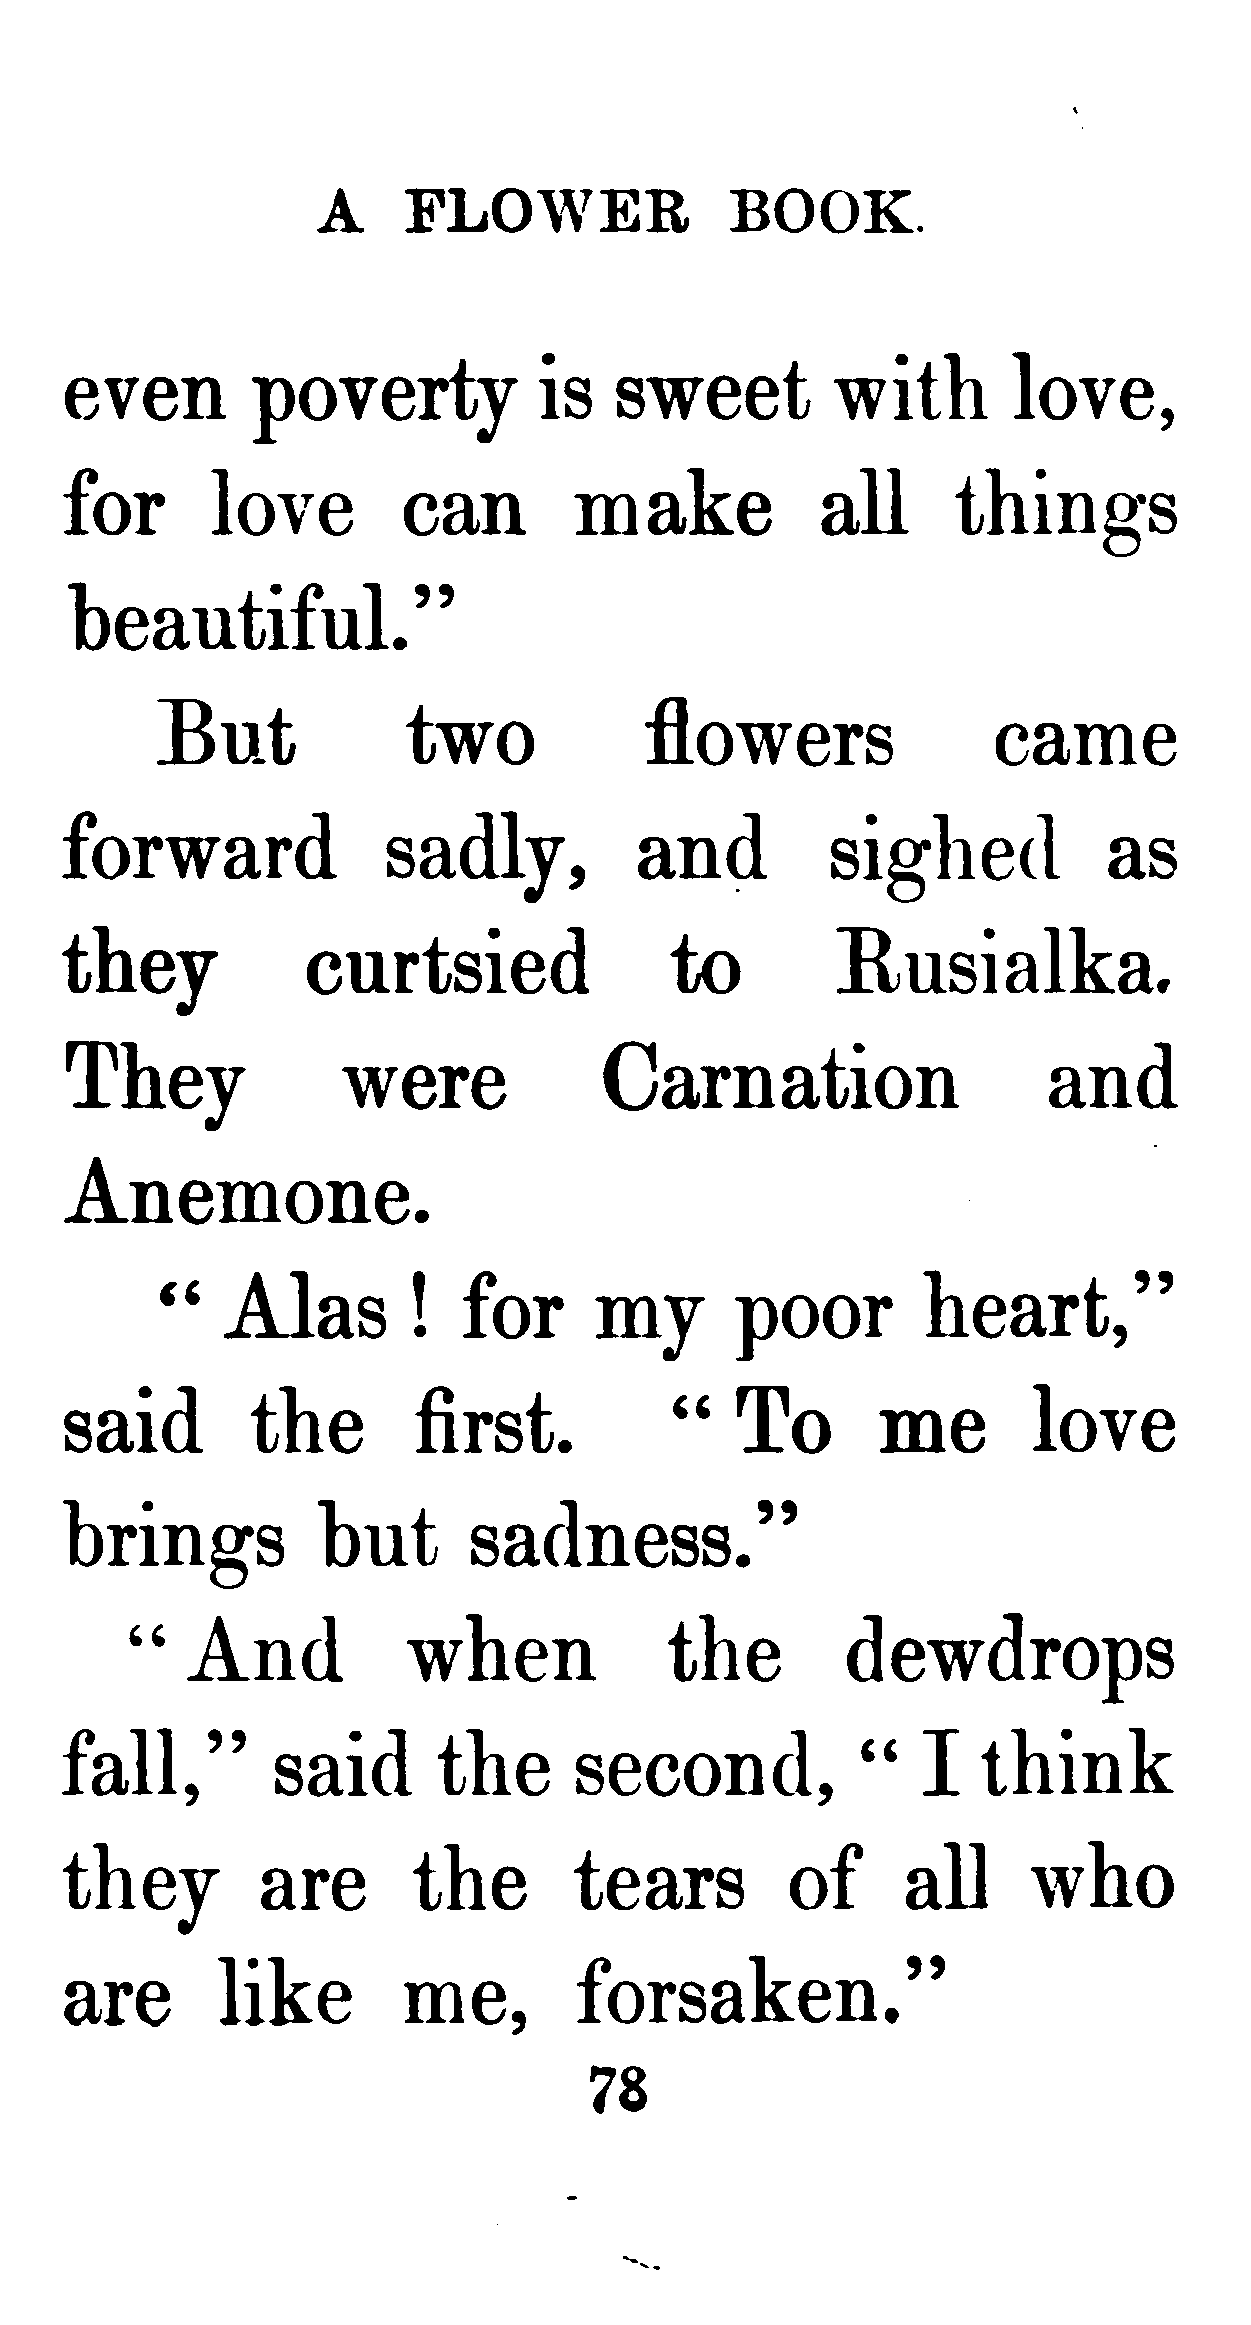 A FLOWER BOOK.
even poverty is sweet with love,
for love can make all things
beautiful."
But two flowers came
forward sadly, and sighed as
they curtsied to Rusialka.
They were Carnation and
Anemone.
"Alas! for my poor heart,"
said the first. "To me love
brings but sadness."
"And when the dewdrops
fall," said the second, "I think
they are the tears of all who
are like me, forsaken."
78